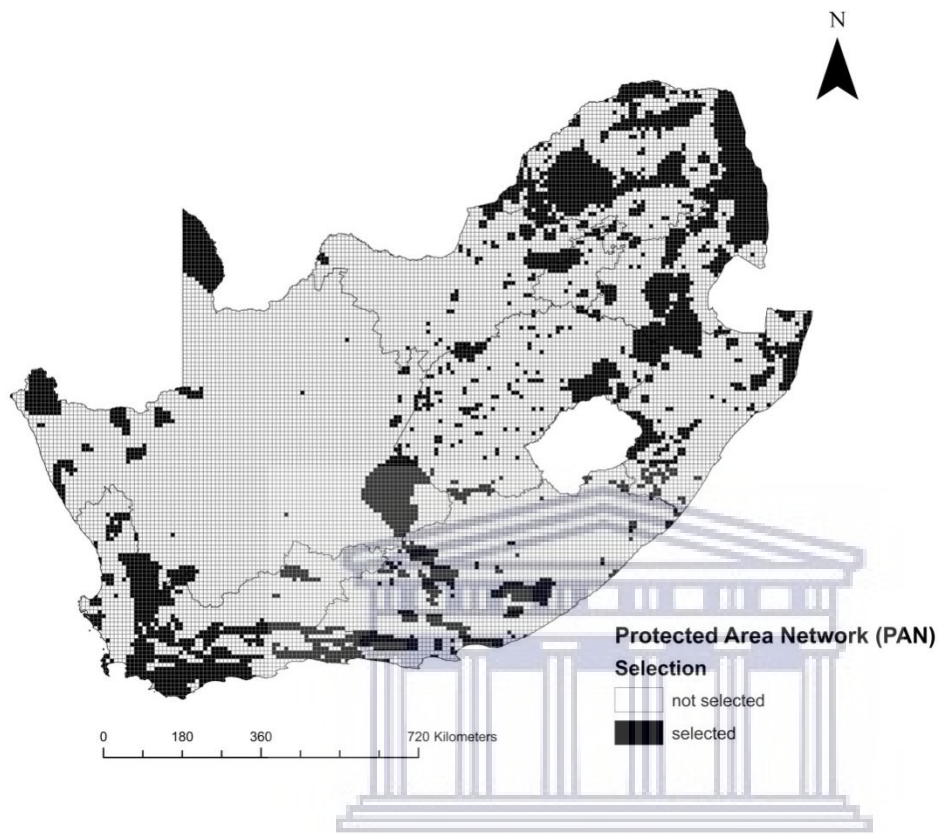 N
Protected Area Network (PAN)
Selection
not selected
selected
0 180 360 720 Kilometers